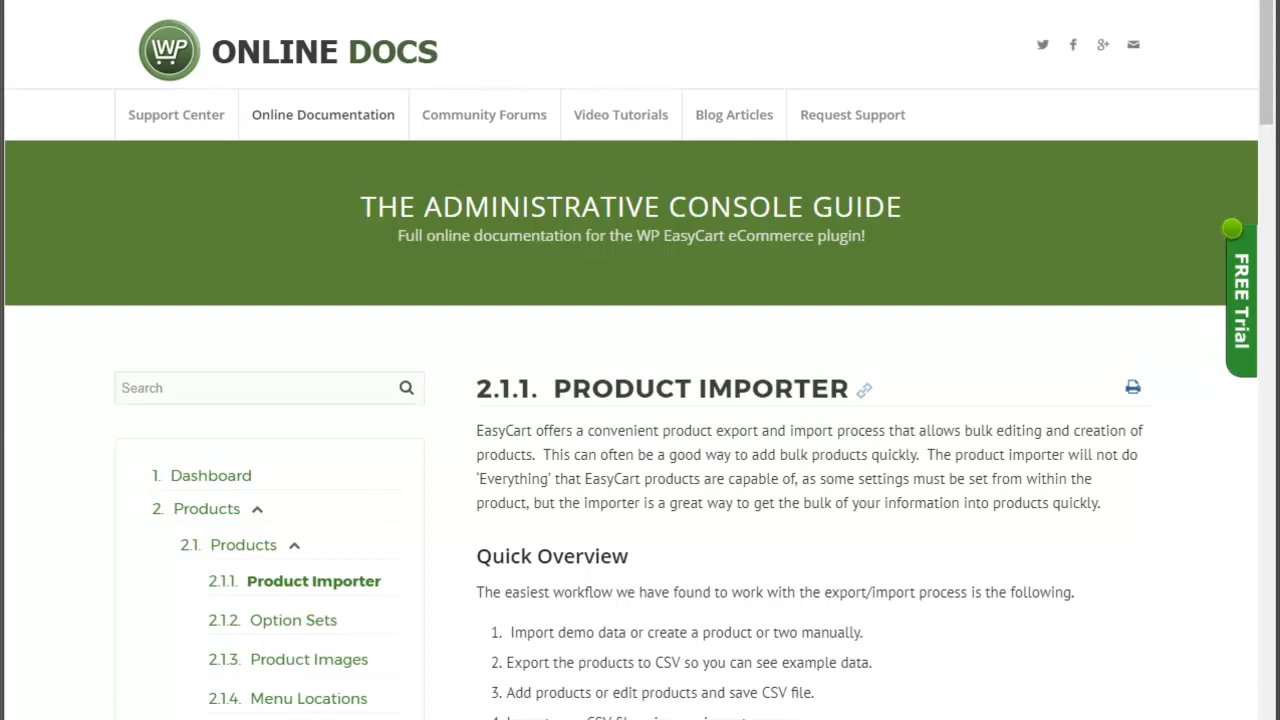 WP ONLINE DOCS
Support Center
Online Documentation
Community Forums
Video Tutorials
Blog Articles
Request Support
THE ADMINISTRATIVE CONSOLE GUIDE
Full online documentation for the WP EasyCart eCommerce plugin!
FREE Trial
Search
1. Dashboard
2. Products
2.1. Products
2.1.1. Product Importer
2.1.2. Option Sets
2.1.3. Product Images
2.1.4. Menu Locations
2.1.1. PRODUCT IMPORTER
EasyCart offers a convenient product export and import process that allows bulk editing and creation of
products. This can often be a good way to add bulk products quickly. The product importer will not do
'Everything' that EasyCart products are capable of, as some settings must be set from within the
product, but the importer is a great way to get the bulk of your information into products quickly.
Quick Overview
The easiest workflow we have found to work with the export/import process is the following.
1. Import demo data or create a product or two manually.
2. Export the products to CSV so you can see example data.
3. Add products or edit products and save CSV file.